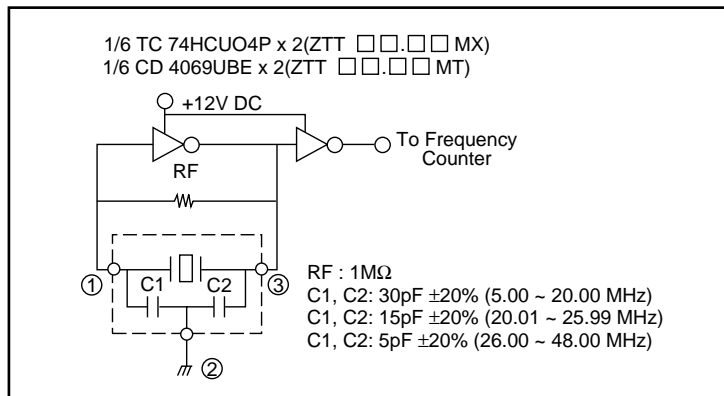 1/6 TC 74HCUO4P x 2(ZTT □□.□□ MX)
1/6 CD 4069UBE x 2(ZTT □□.□□ MT)
+12V DC
To Frequency
Counter
RF
① C1 C2 ③
②
RF : 1MΩ
C1, C2: 30pF ±20% (5.00 ~ 20.00 MHz)
C1, C2: 15pF ±20% (20.01 ~ 25.99 MHz)
C1, C2: 5pF ±20% (26.00 ~ 48.00 MHz)